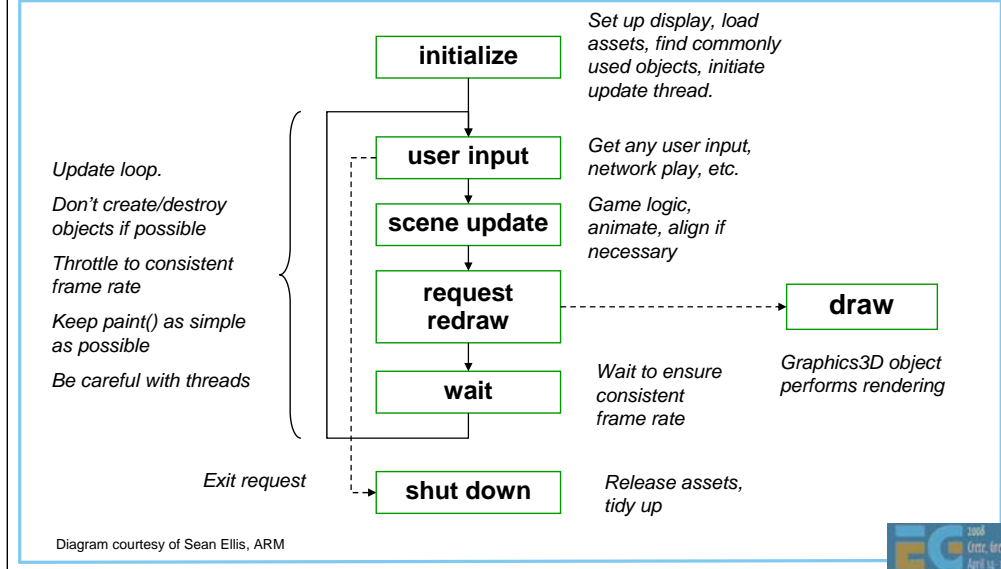 initialize
Set up display, load
assets, find commonly
used objects, initiate
update thread.
Update loop.
Don't create/destroy
objects if possible
Throttle to consistent
frame rate
Keep paint() as simple
as possible
Be careful with threads
user input
Get any user input,
network play, etc.
scene update
Game logic,
animate, align if
necessary
request
redraw
draw
Graphics3D object
performs rendering
wait
Wait to ensure
consistent
frame rate
Exit request
shut down
Release assets,
tidy up
Diagram courtesy of Sean Ellis, ARM
EG
2006
Crete,
April